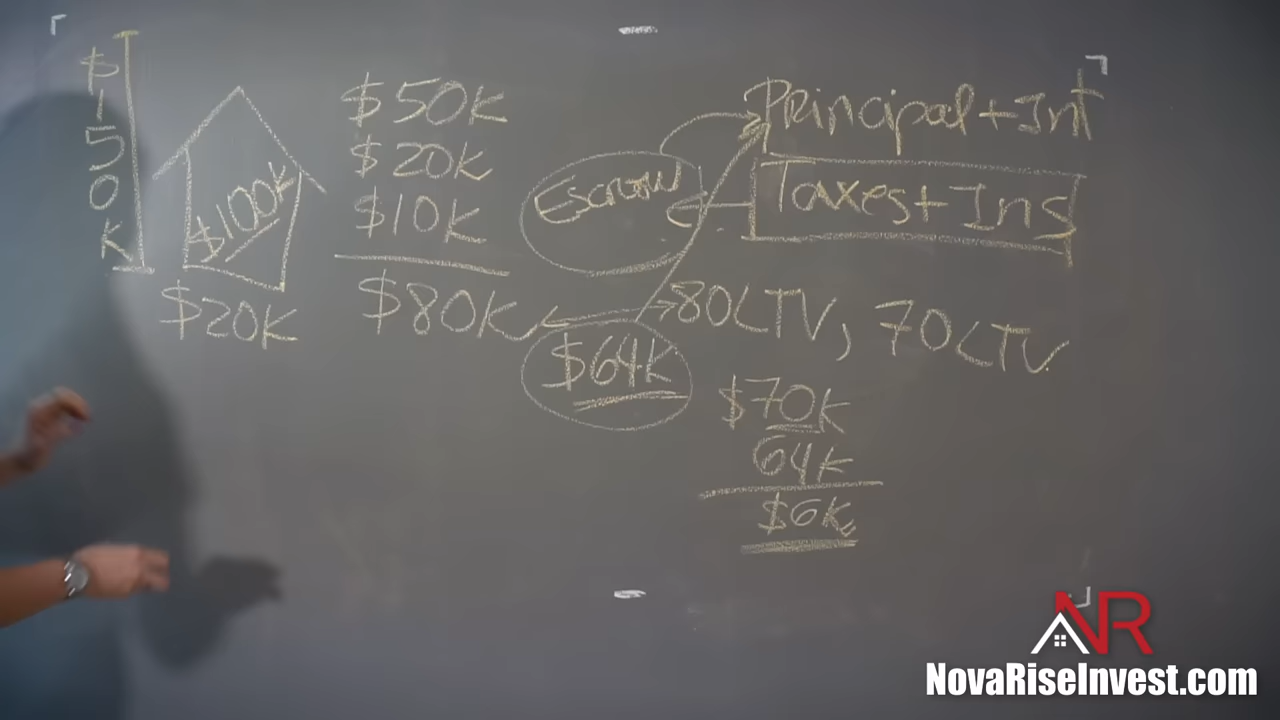 $150K
$100K
$20K
$50K
$20K
$10K
$80K
Escrow
Principal + Int
Taxes + Ins
80LTV, 70LTV
$64K
$70K
64K
$6K
NR
NovaRiseInvest.com